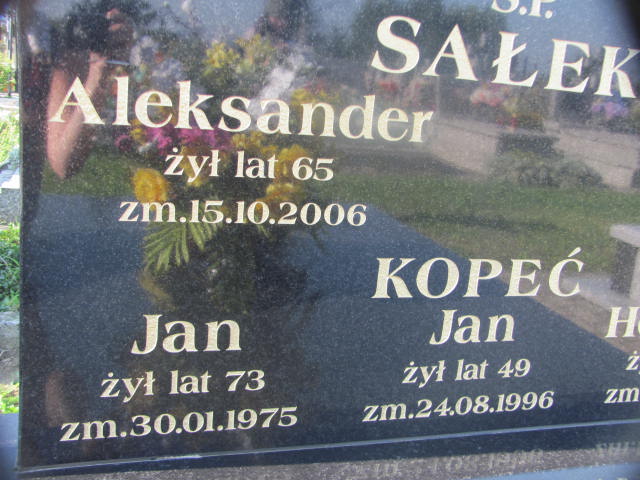 Ś.P.
SAŁEK
Aleksander
żył lat 65
zm.15.10.2006
KOPEĆ
Jan
żył lat 73
zm.30.01.1975
Jan
żył lat 49
zm.24.08.1996